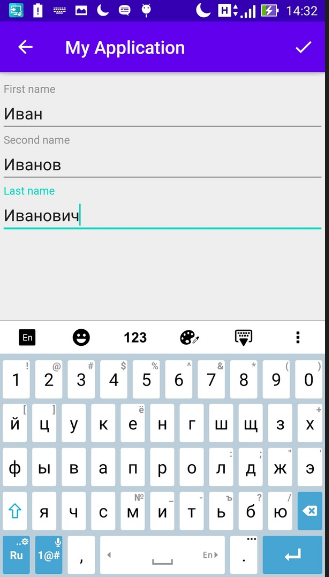 14:32
My Application
First name
Иван
Second name
Иванов
Last name
Иванович
En 123
! @ # $ % ^ & * ( )
1 2 3 4 5 6 7 8 9 0
[ ] ё - = { } +
й ц у к е н г ш щ з х
: ; " '
ф ы в а п р о л д ж э
№ _ - ъ ? /
я ч с м и т ь б ю
Ru 1@# , En .